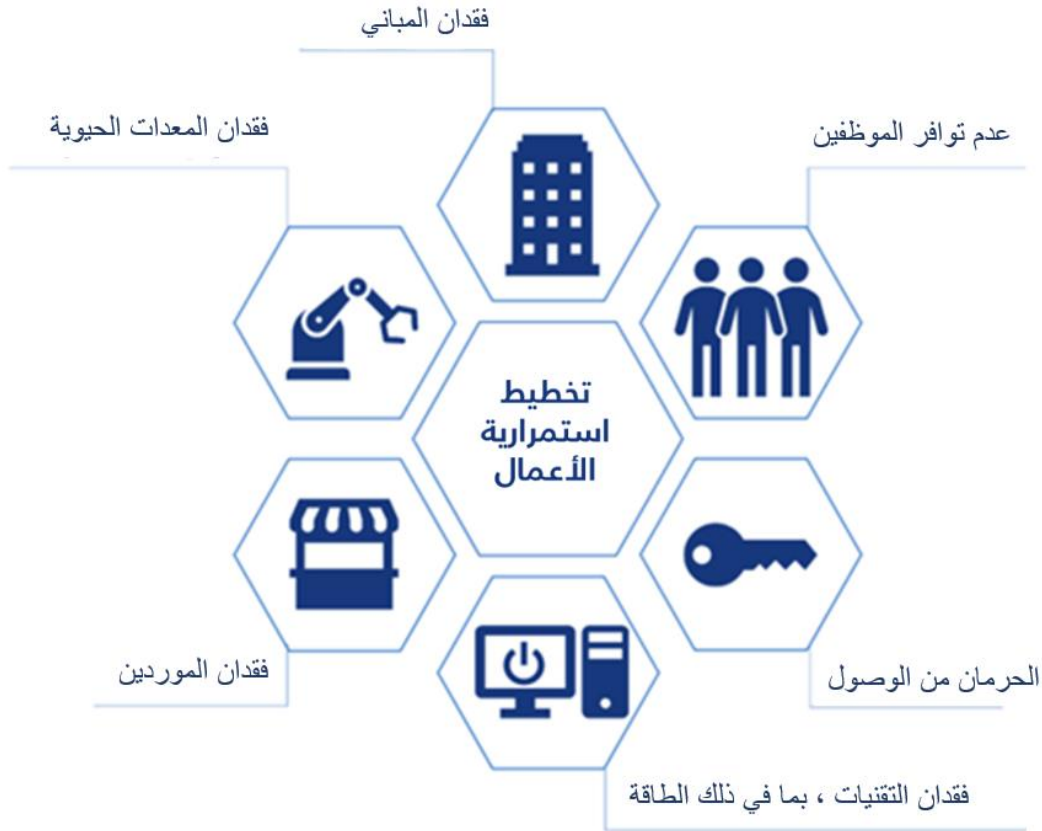 فقدان المباني
عدم توافر الموظفين
فقدان المعدات الحيوية
تخطيط
استمرارية
الأعمال
الحرمان من الوصول
فقدان الموردين
فقدان التقنيات ، بما في ذلك الطاقة